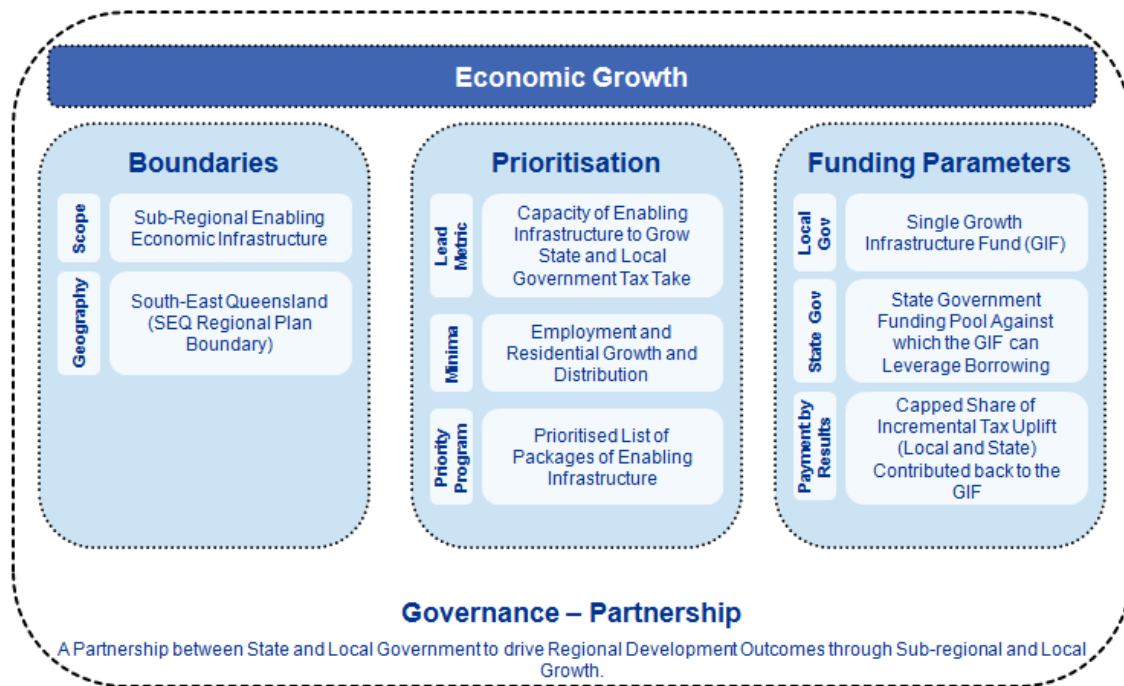 Economic Growth
Boundaries
Scope
Sub-Regional Enabling
Economic Infrastructure
Geography
South-East Queensland
(SEQ Regional Plan
Boundary)
Prioritisation
Lead
Metric
Capacity of Enabling
Infrastructure to Grow
State and Local
Government Tax Take
Minima
Employment and
Residential Growth and
Distribution
Priority
Program
Prioritised List of
Packages of Enabling
Infrastructure
Funding Parameters
Local
Gov
Single Growth
Infrastructure Fund (GIF)
State Gov
State Government
Funding Pool Against
which the GIF can
Leverage Borrowing
Payment by
Results
Capped Share of
Incremental Tax Uplift
(Local and State)
Contributed back to the
GIF
Governance – Partnership
A Partnership between State and Local Government to drive Regional Development Outcomes through Sub-regional and Local
Growth.